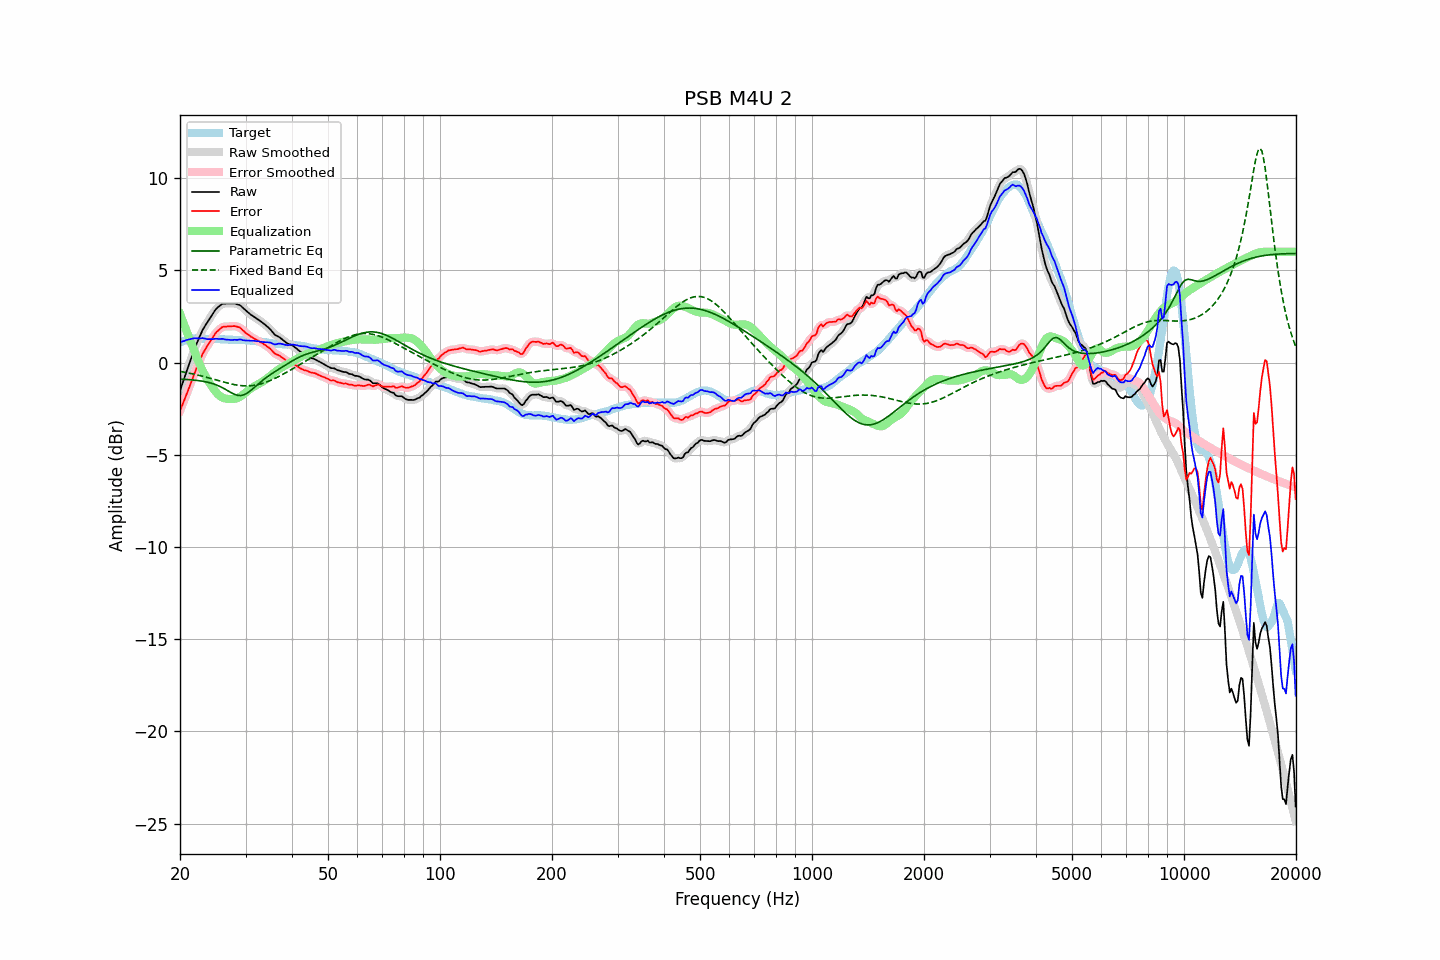 PSB M4U 2
Target
Raw Smoothed
Error Smoothed
Raw
Error
Equalization
Parametric Eq
Fixed Band Eq
Equalized
Amplitude (dBr)
10
5
0
−5
−10
−15
−20
−25
20 50 100 200 500 1000 2000 5000 10000 20000
Frequency (Hz)